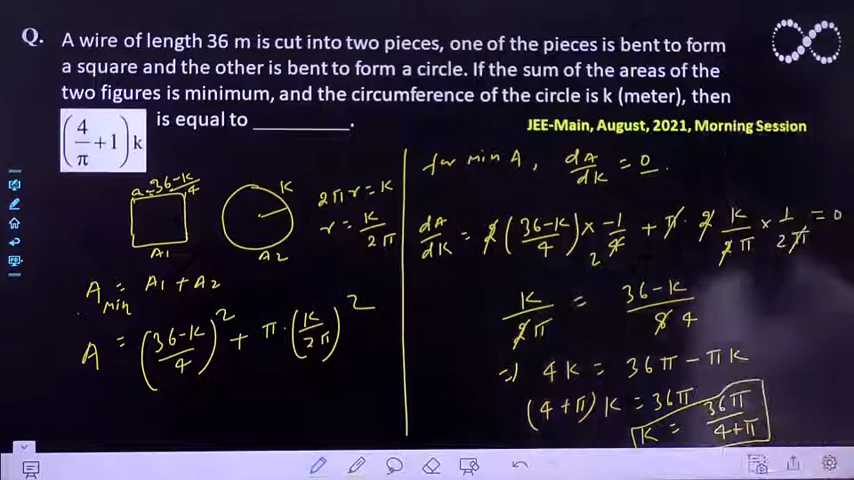 Q. A wire of length 36 m is cut into two pieces, one of the pieces is bent to form
a square and the other is bent to form a circle. If the sum of the areas of the
two figures is minimum, and the circumference of the circle is k (meter), then
(4/π + 1) k is equal to __________.
JEE-Main, August, 2021, Morning Session
a = 36-k/4
K
2πr = k
r = k/2π
A1
A2
A min = A1 + A2
A = (36-k/4)^2 + π·(k/2π)^2
for min A, dA/dK = 0
dA/dK = 2(36-k/4) × -1/4 2 + π· 2 k/2π × 1/2π = 0
k/2π = 36-k/8 4
=) 4k = 36π - πk
(4+π) k = 36π
k = 36π/4+π